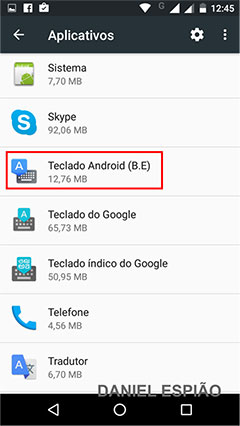 G
12:45
Aplicativos
Sistema
7,70 MB
Skype
92,06 MB
Teclado Android (B.E)
12,76 MB
Teclado do Google
65,73 MB
Teclado índico do Google
50,95 MB
Telefone
4,56 MB
Tradutor
6,70 MB
DANIEL ESPIÃO